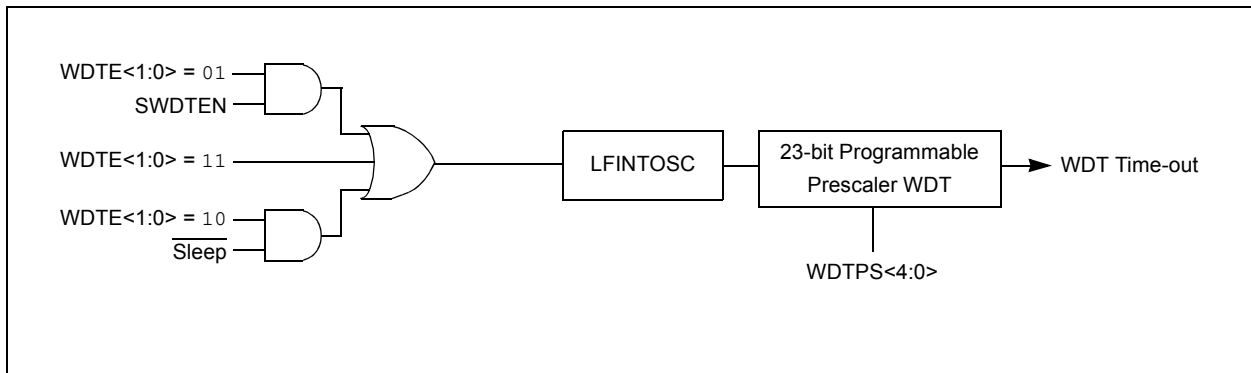 WDTE<1:0> = 01
SWDTEN
WDTE<1:0> = 11
WDTE<1:0> = 10
Sleep
LFINTOSC
23-bit Programmable
Prescaler WDT
WDT Time-out
WDTPS<4:0>